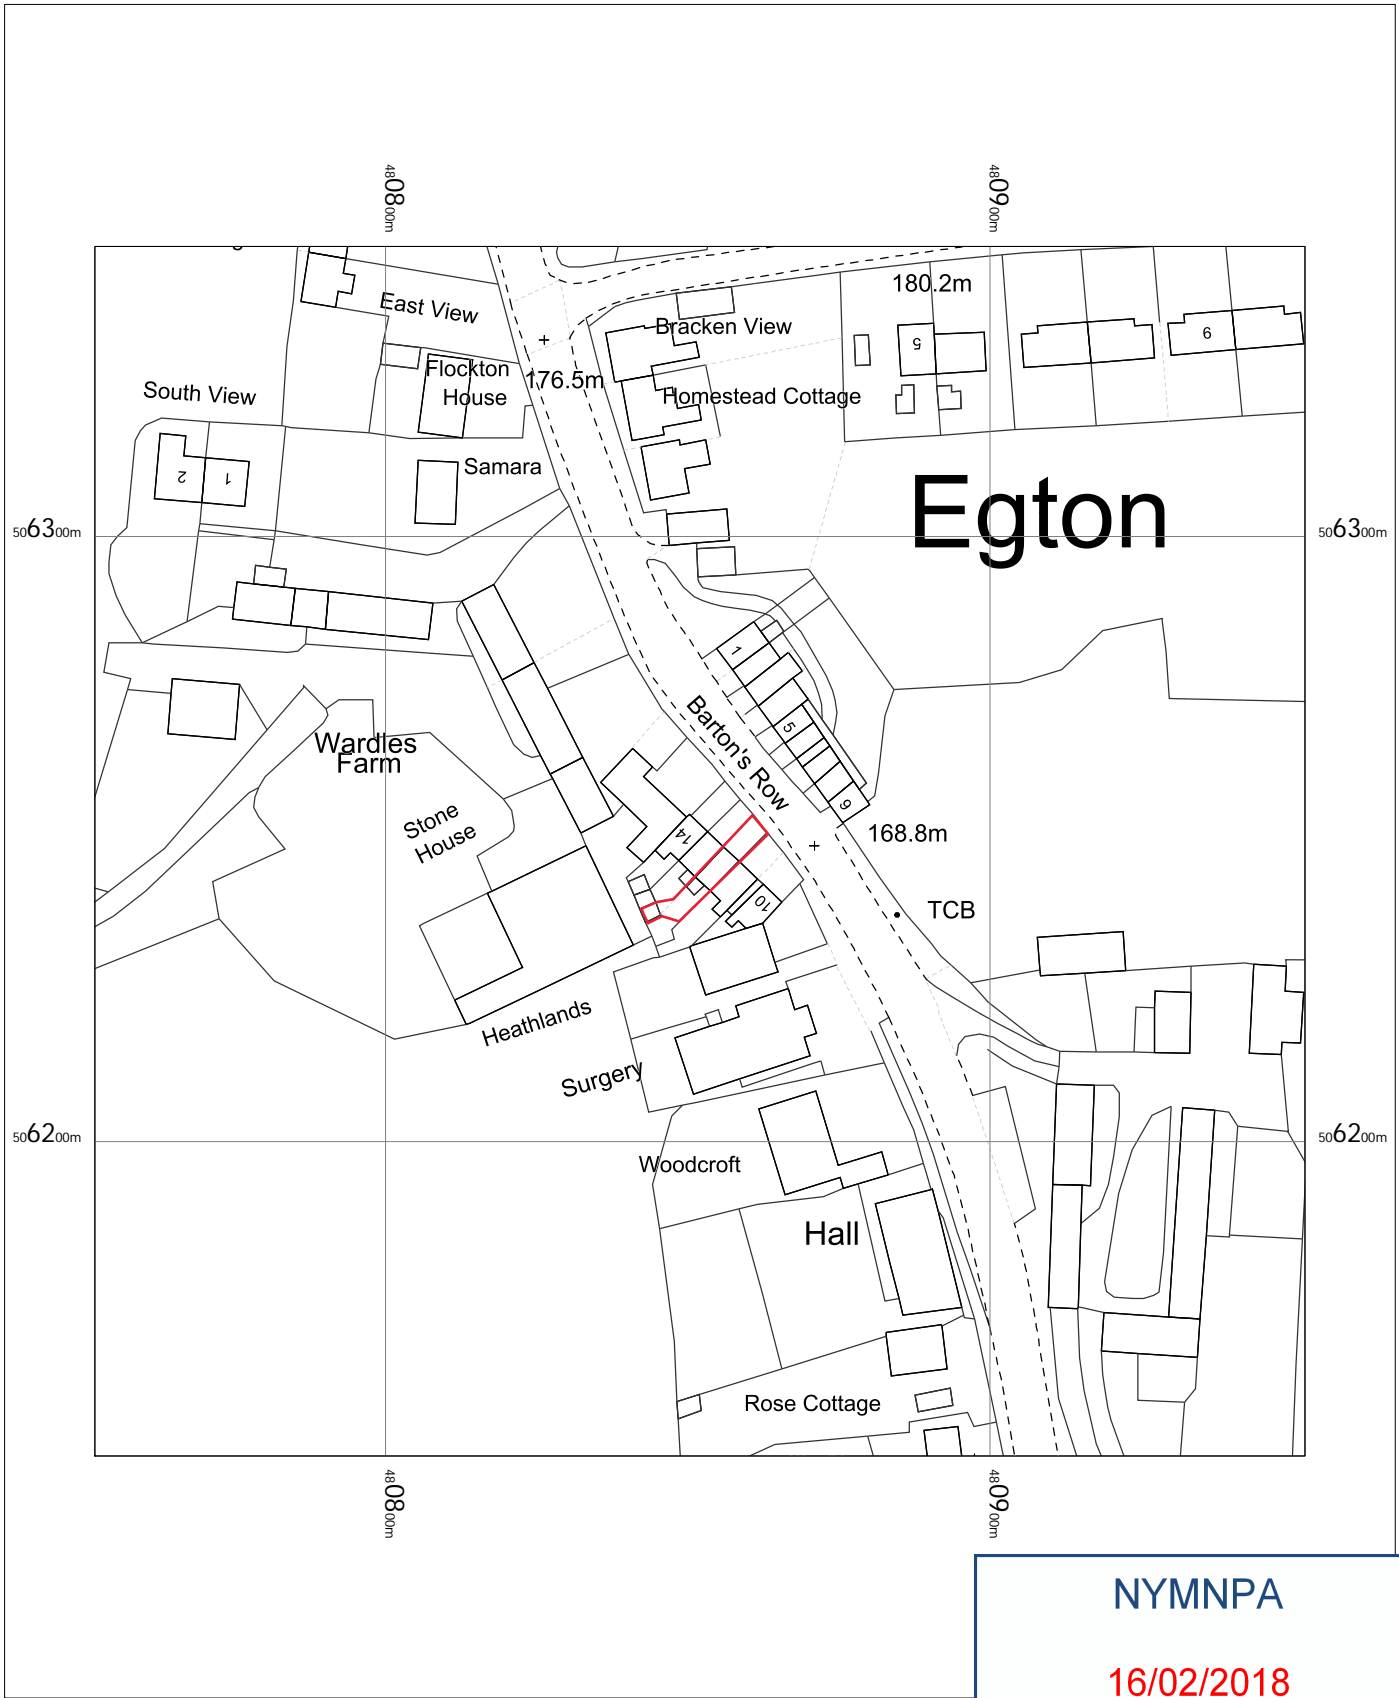 480800m
480900m
180.2m
East View
Bracken View
5
9
Flockton
House
176.5m
South View
Homestead Cottage
Samara
2
1
Egton
506300m
506300m
1
Barton's Row
5
Wardles
Farm
Stone
House
14
9
168.8m
10
TCB
Heathlands
Surgery
506200m
506200m
Woodcroft
Hall
Rose Cottage
480800m
480900m
NYMNPA
16/02/2018